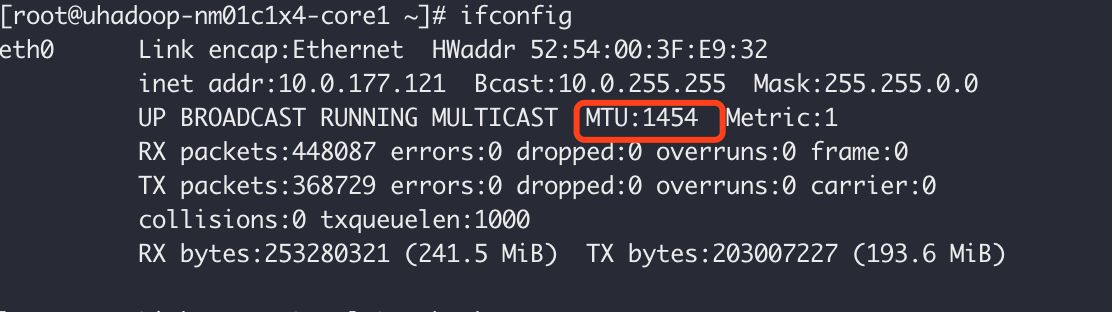 [root@uhadoop-nm01c1x4-core1 ~]# ifconfig
eth0 Link encap:Ethernet HWaddr 52:54:00:3F:E9:32
inet addr:10.0.177.121 Bcast:10.0.255.255 Mask:255.255.0.0
UP BROADCAST RUNNING MULTICAST MTU:1454 Metric:1
RX packets:448087 errors:0 dropped:0 overruns:0 frame:0
TX packets:368729 errors:0 dropped:0 overruns:0 carrier:0
collisions:0 txqueuelen:1000
RX bytes:253280321 (241.5 MiB) TX bytes:203007227 (193.6 MiB)